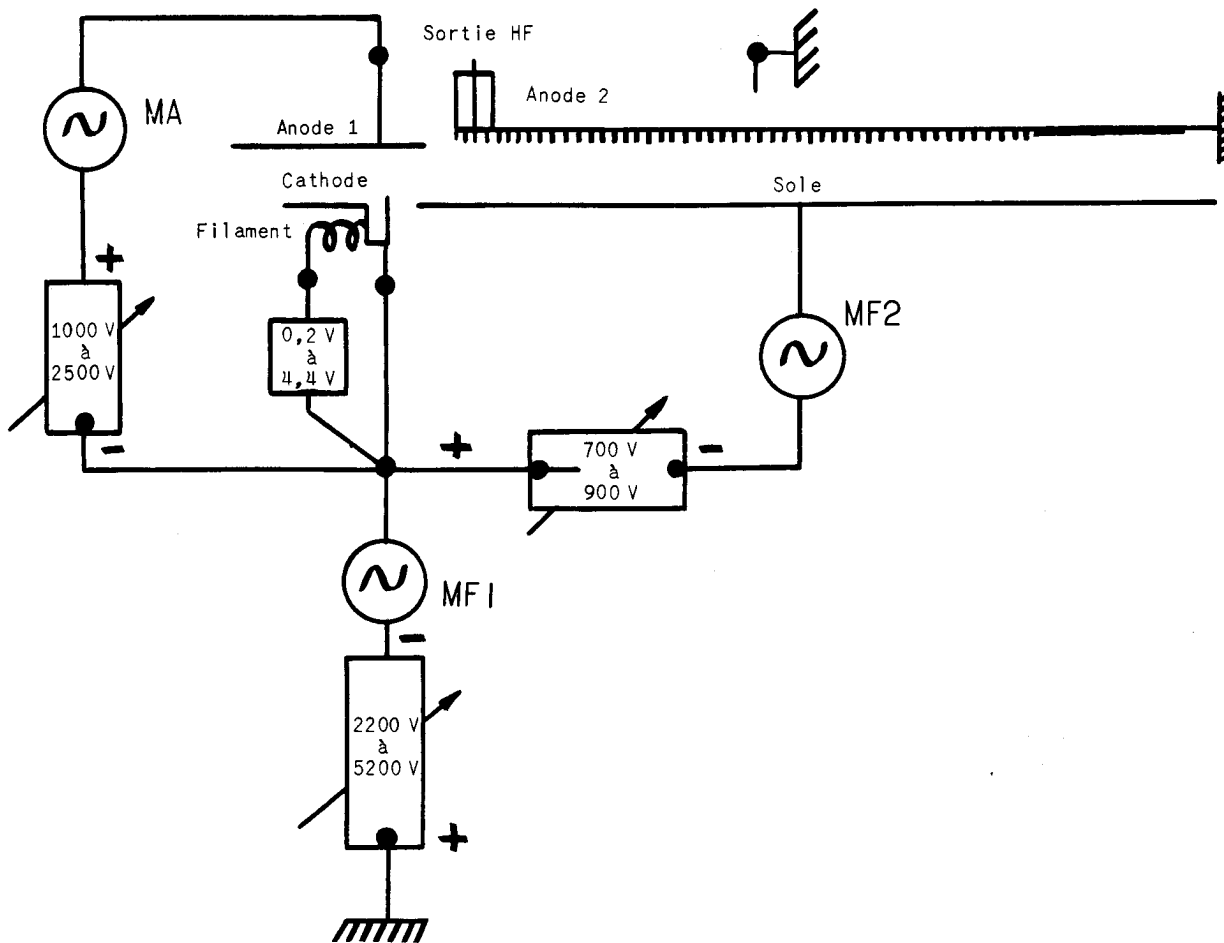 Sortie HF
Anode 2
MA
Anode 1
Cathode
Sole
Filament
+
1000 V
à
2500 V
-
0,2 V
à
4,4 V
MF2
+
700 V
à
900 V
-
MF1
-
2200 V
à
5200 V
+